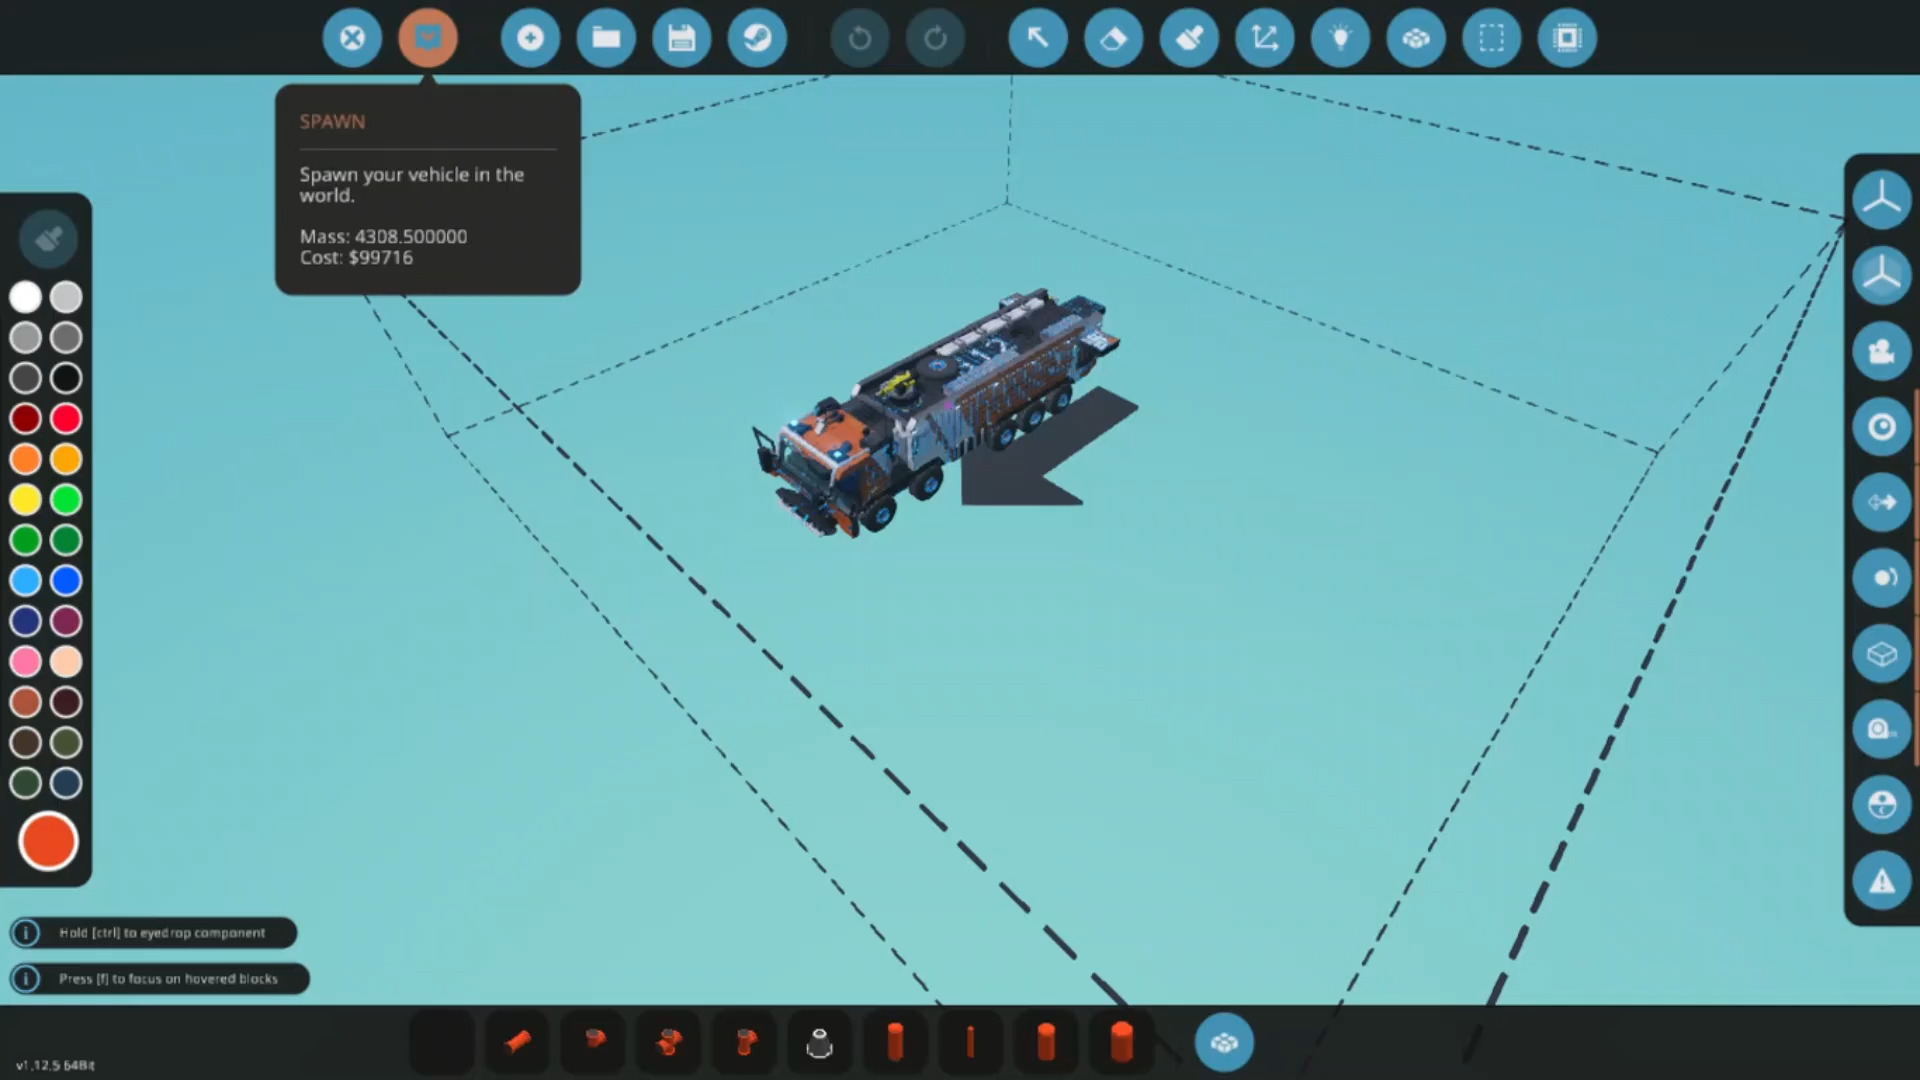 SPAWN
Spawn your vehicle in the
world.
Mass: 4308.500000
Cost: $99716
Hold [ctrl] to eyedrop component
Press [f] to focus on hovered blocks
v1.12.5 64Bit